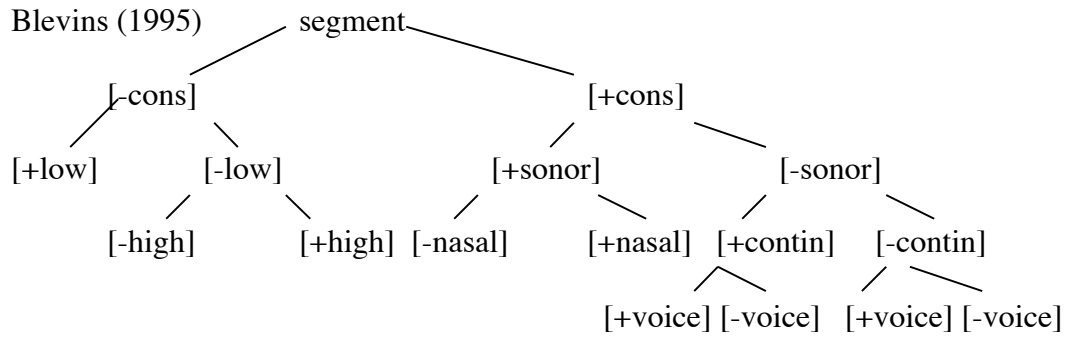 Blevins (1995) segment
[-cons] [+cons]
[+low] [-low] [+sonor] [-sonor]
[-high] [+high] [-nasal] [+nasal] [+contin] [-contin]
[+voice] [-voice] [+voice] [-voice]